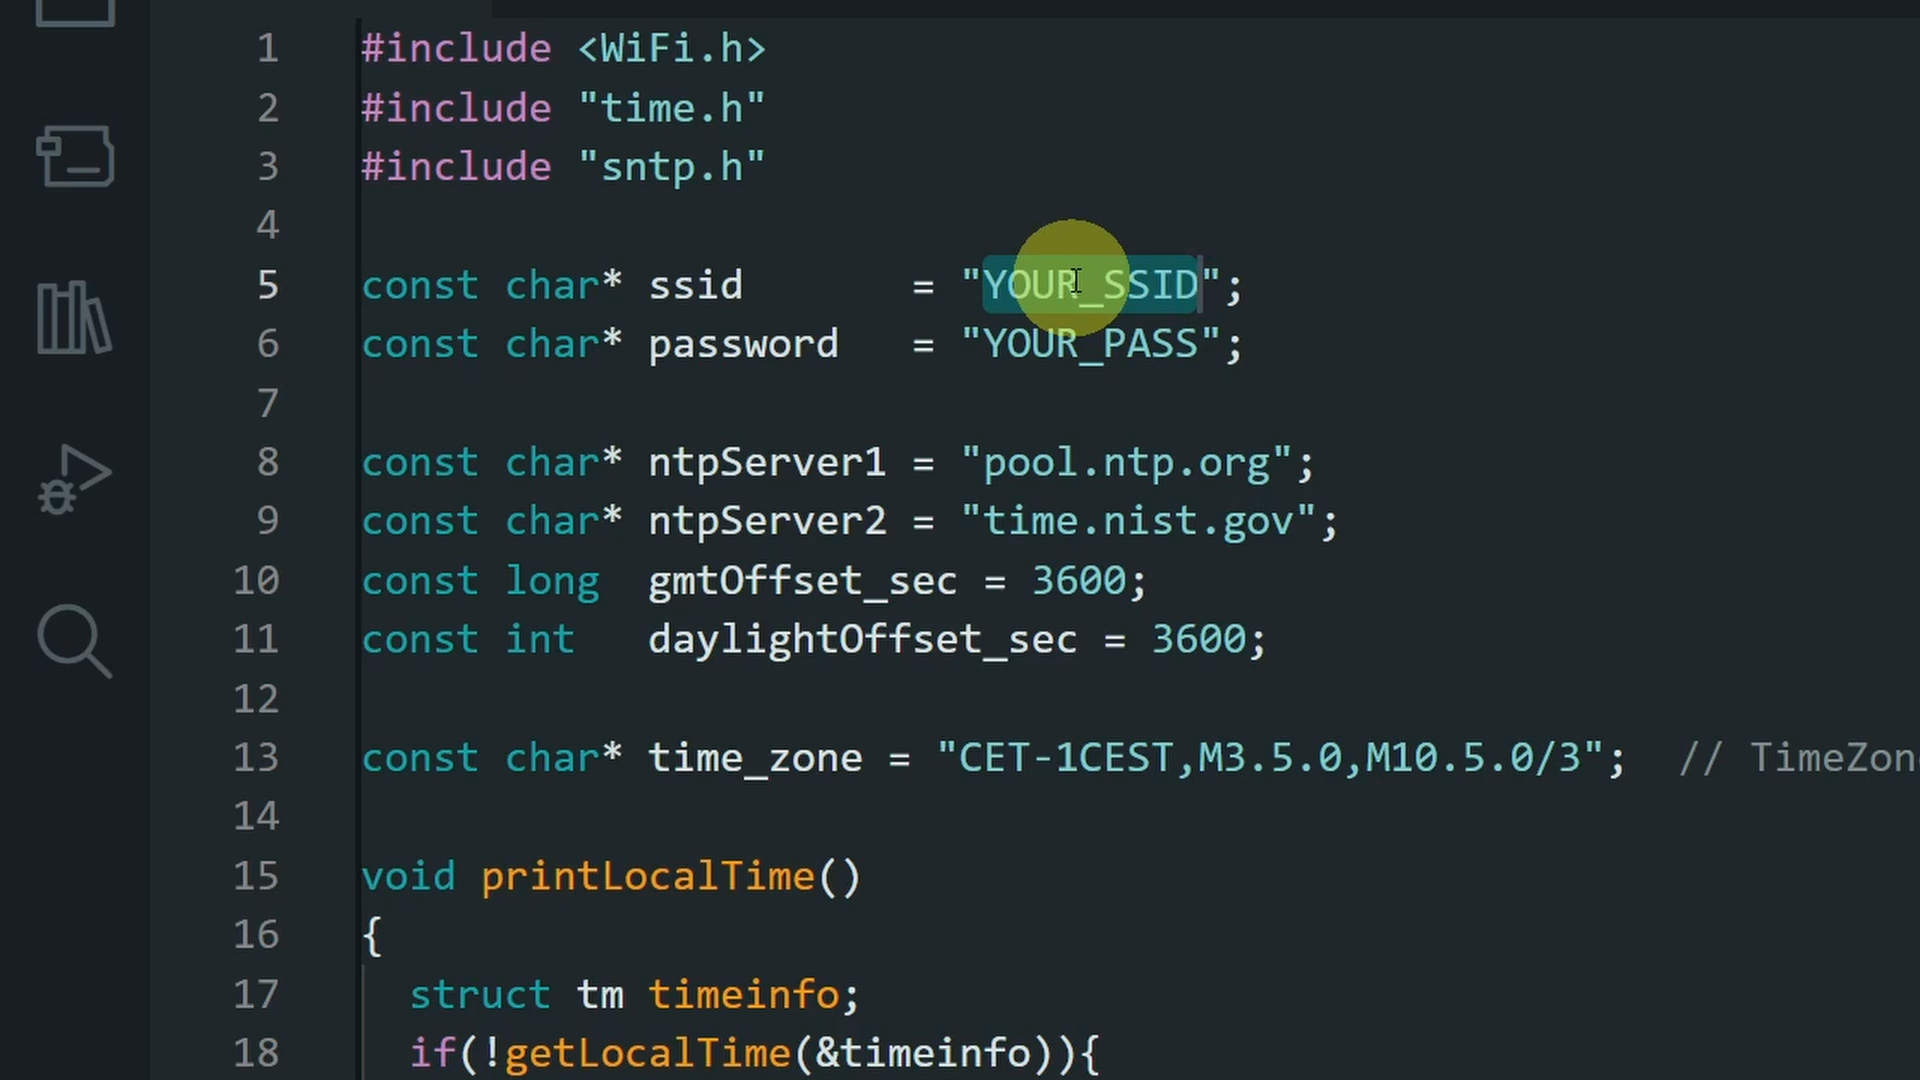 1 #include <WiFi.h>
2 #include "time.h"
3 #include "sntp.h"
4
5 const char* ssid       = "YOUR_SSID";
6 const char* password   = "YOUR_PASS";
7
8 const char* ntpServer1 = "pool.ntp.org";
9 const char* ntpServer2 = "time.nist.gov";
10 const long  gmtOffset_sec = 3600;
11 const int   daylightOffset_sec = 3600;
12
13 const char* time_zone = "CET-1CEST,M3.5.0,M10.5.0/3";  // TimeZon
14
15 void printLocalTime()
16 {
17   struct tm timeinfo;
18   if(!getLocalTime(&timeinfo)){